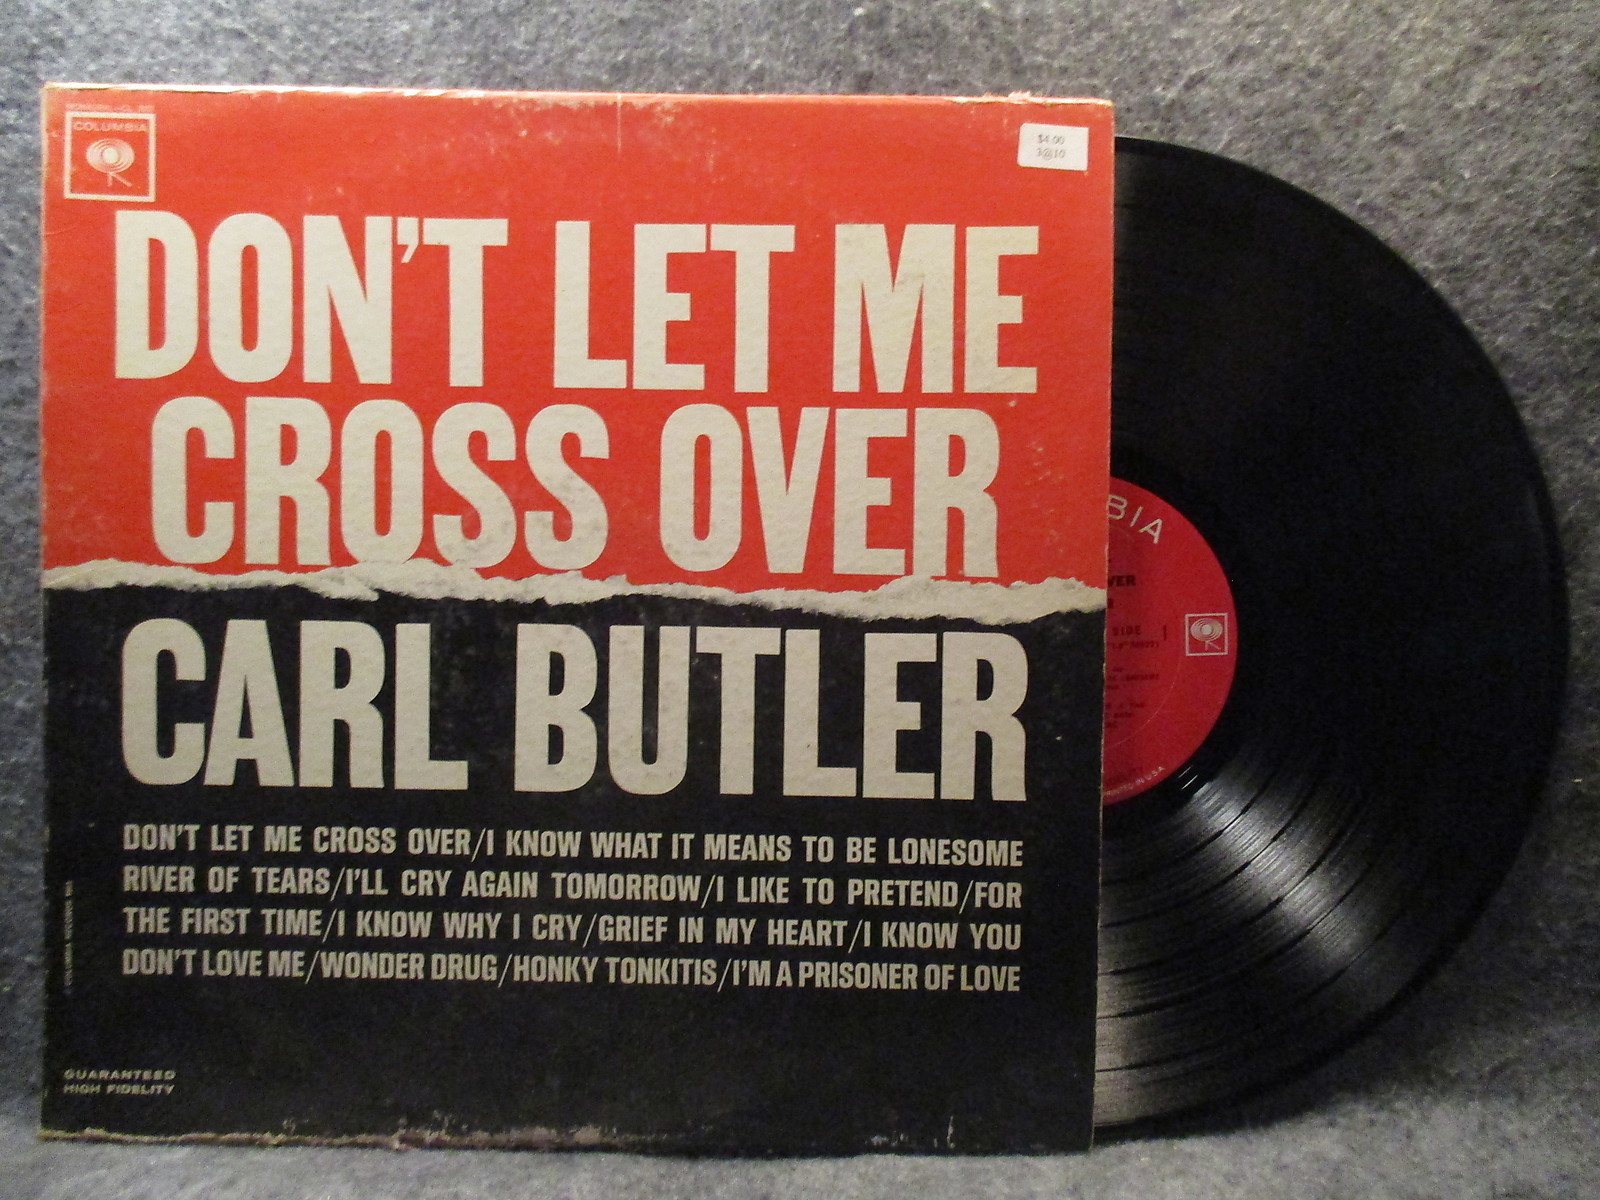 COLUMBIA
$4.00
3@10
DON'T LET ME
CROSS OVER
CARL BUTLER
DON'T LET ME CROSS OVER/I KNOW WHAT IT MEANS TO BE LONESOME
RIVER OF TEARS/I'LL CRY AGAIN TOMORROW/I LIKE TO PRETEND/FOR
THE FIRST TIME/I KNOW WHY I CRY/GRIEF IN MY HEART/I KNOW YOU
DON'T LOVE ME/WONDER DRUG/HONKY TONKITIS/I'M A PRISONER OF LOVE
GUARANTEED
HIGH FIDELITY
BIA
VER
R
SIDE 1
IN U.S.A.